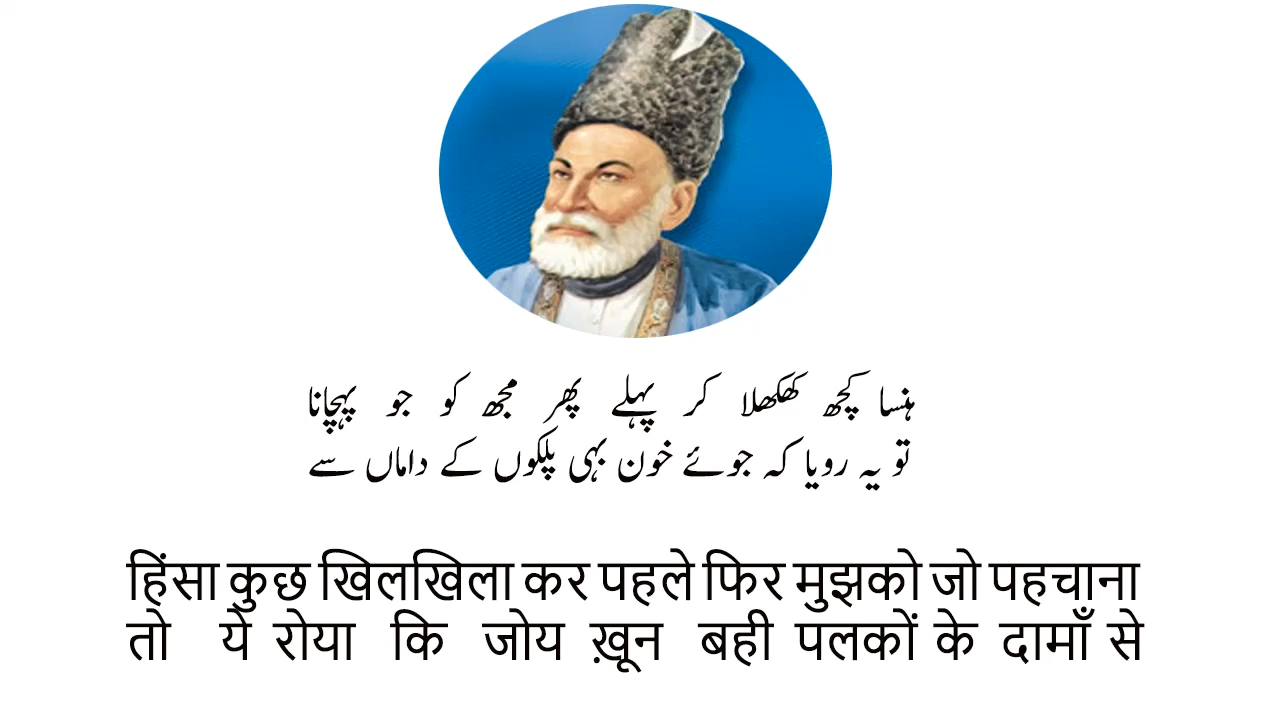 ہنسا کچھ کھکھلا کر پہلے پھر مجھ کو جو پہچانا
تو یہ رویا کہ جوئے خون بہی پلکوں کے داماں سے
हिंसा कुछ खिलखिला कर पहले फिर मुझको जो पहचाना
तो ये रोया कि जोय ख़ून बही पलकों के दामाँ से